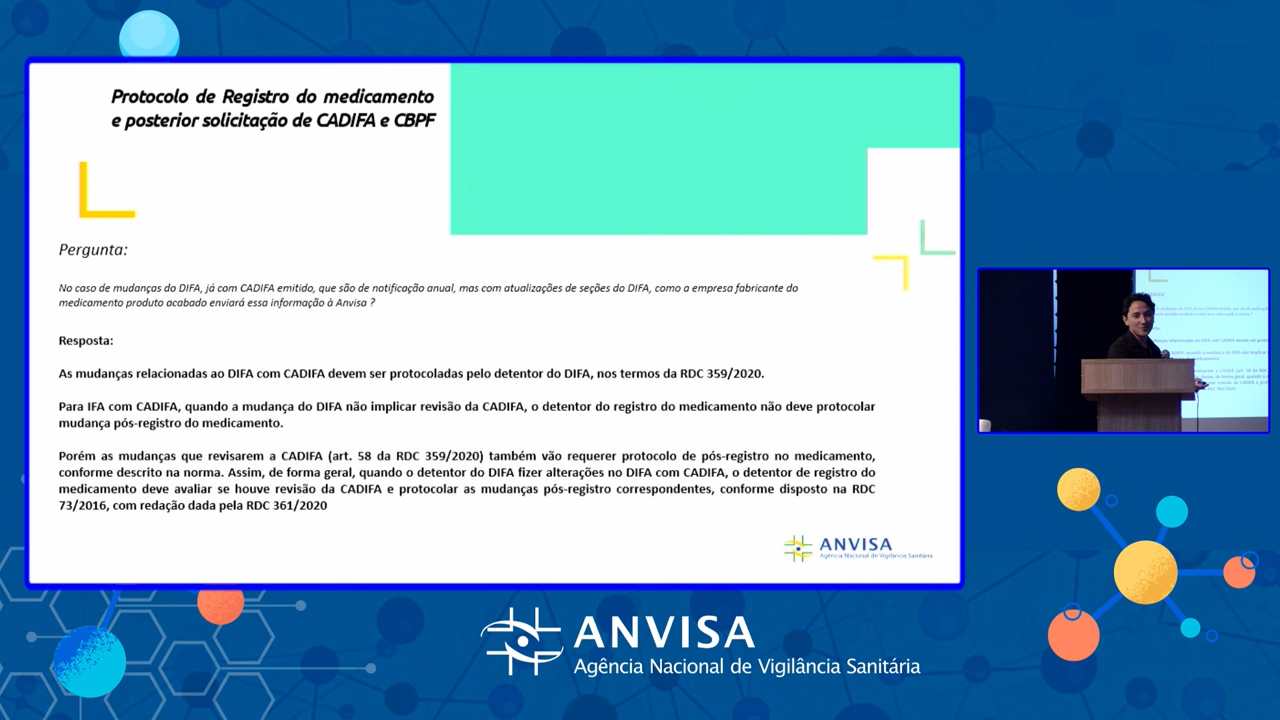 Protocolo de Registro do medicamento
e posterior solicitação de CADIFA e CBPF
Pergunta:
No caso de mudanças do DIFA, já com CADIFA emitido, que são de notificação anual, mas com atualizações de seções do DIFA, como a empresa fabricante do
medicamento produto acabado enviará essa informação à Anvisa ?
Resposta:
As mudanças relacionadas ao DIFA com CADIFA devem ser protocoladas pelo detentor do DIFA, nos termos da RDC 359/2020.
Para IFA com CADIFA, quando a mudança do DIFA não implicar revisão da CADIFA, o detentor do registro do medicamento não deve protocolar
mudança pós-registro do medicamento.
Porém as mudanças que revisarem a CADIFA (art. 58 da RDC 359/2020) também vão requerer protocolo de pós-registro no medicamento,
conforme descrito na norma. Assim, de forma geral, quando o detentor do DIFA fizer alterações no DIFA com CADIFA, o detentor de registro do
medicamento deve avaliar se houve revisão da CADIFA e protocolar as mudanças pós-registro correspondentes, conforme disposto na RDC
73/2016, com redação dada pela RDC 361/2020
ANVISA
Agência Nacional de Vigilância Sanitária
ANVISA
Agência Nacional de Vigilância Sanitária